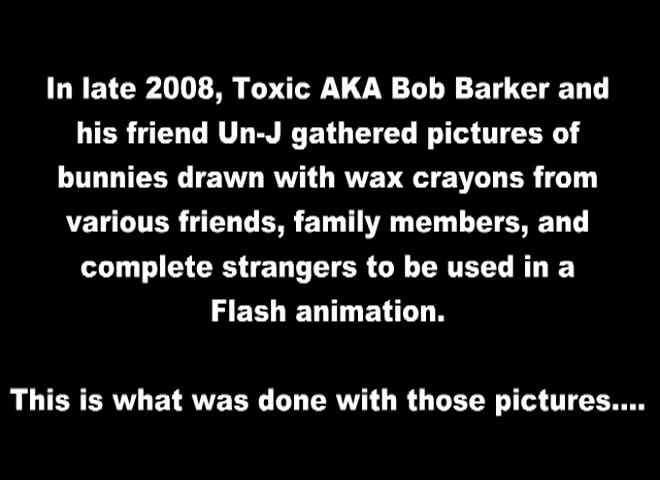 In late 2008, Toxic AKA Bob Barker and
his friend Un-J gathered pictures of
bunnies drawn with wax crayons from
various friends, family members, and
complete strangers to be used in a
Flash animation.
This is what was done with those pictures....